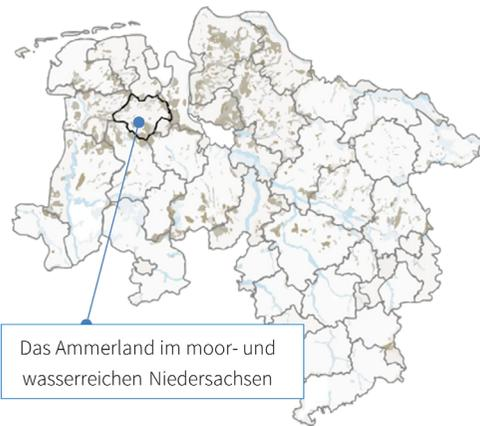 Das Ammerland im moor- und
wasserreichen Niedersachsen